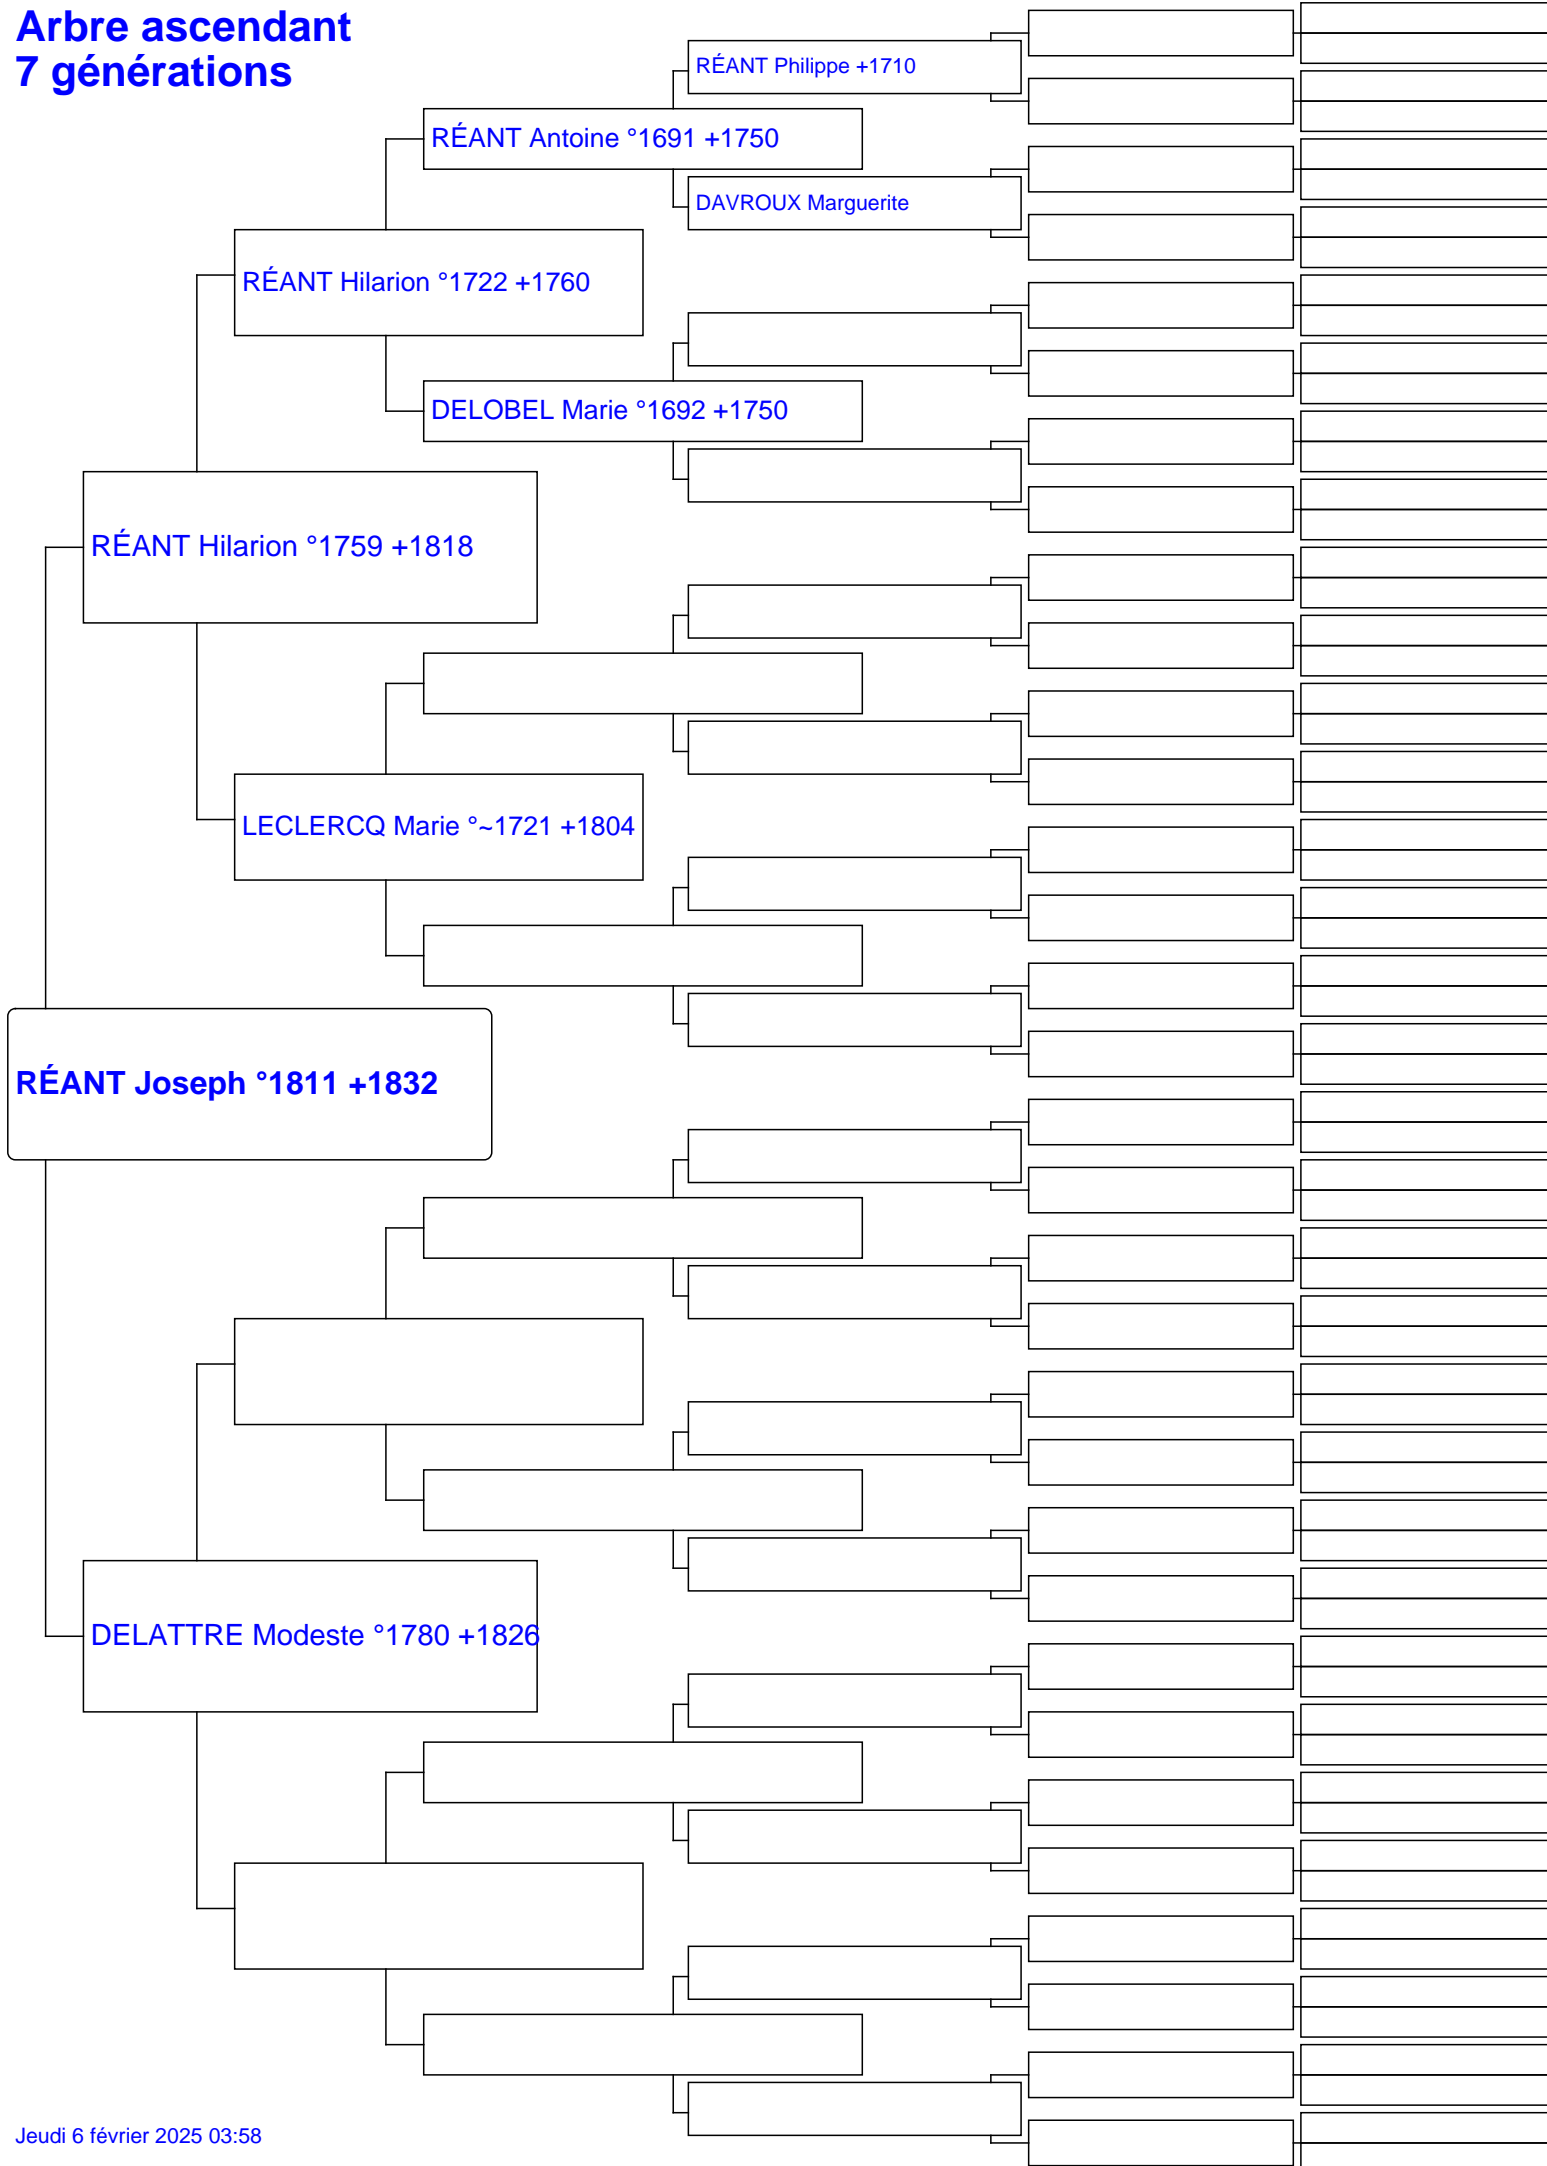 Arbre ascendant
7 générations
RÉANT Philippe +1710
RÉANT Antoine °1691 +1750
DAVROUX Marguerite
RÉANT Hilarion °1722 +1760
DELOBEL Marie °1692 +1750
RÉANT Hilarion °1759 +1818
LECLERCQ Marie °~1721 +1804
RÉANT Joseph °1811 +1832
DELATTRE Modeste °1780 +1826
Jeudi 6 février 2025 03:58